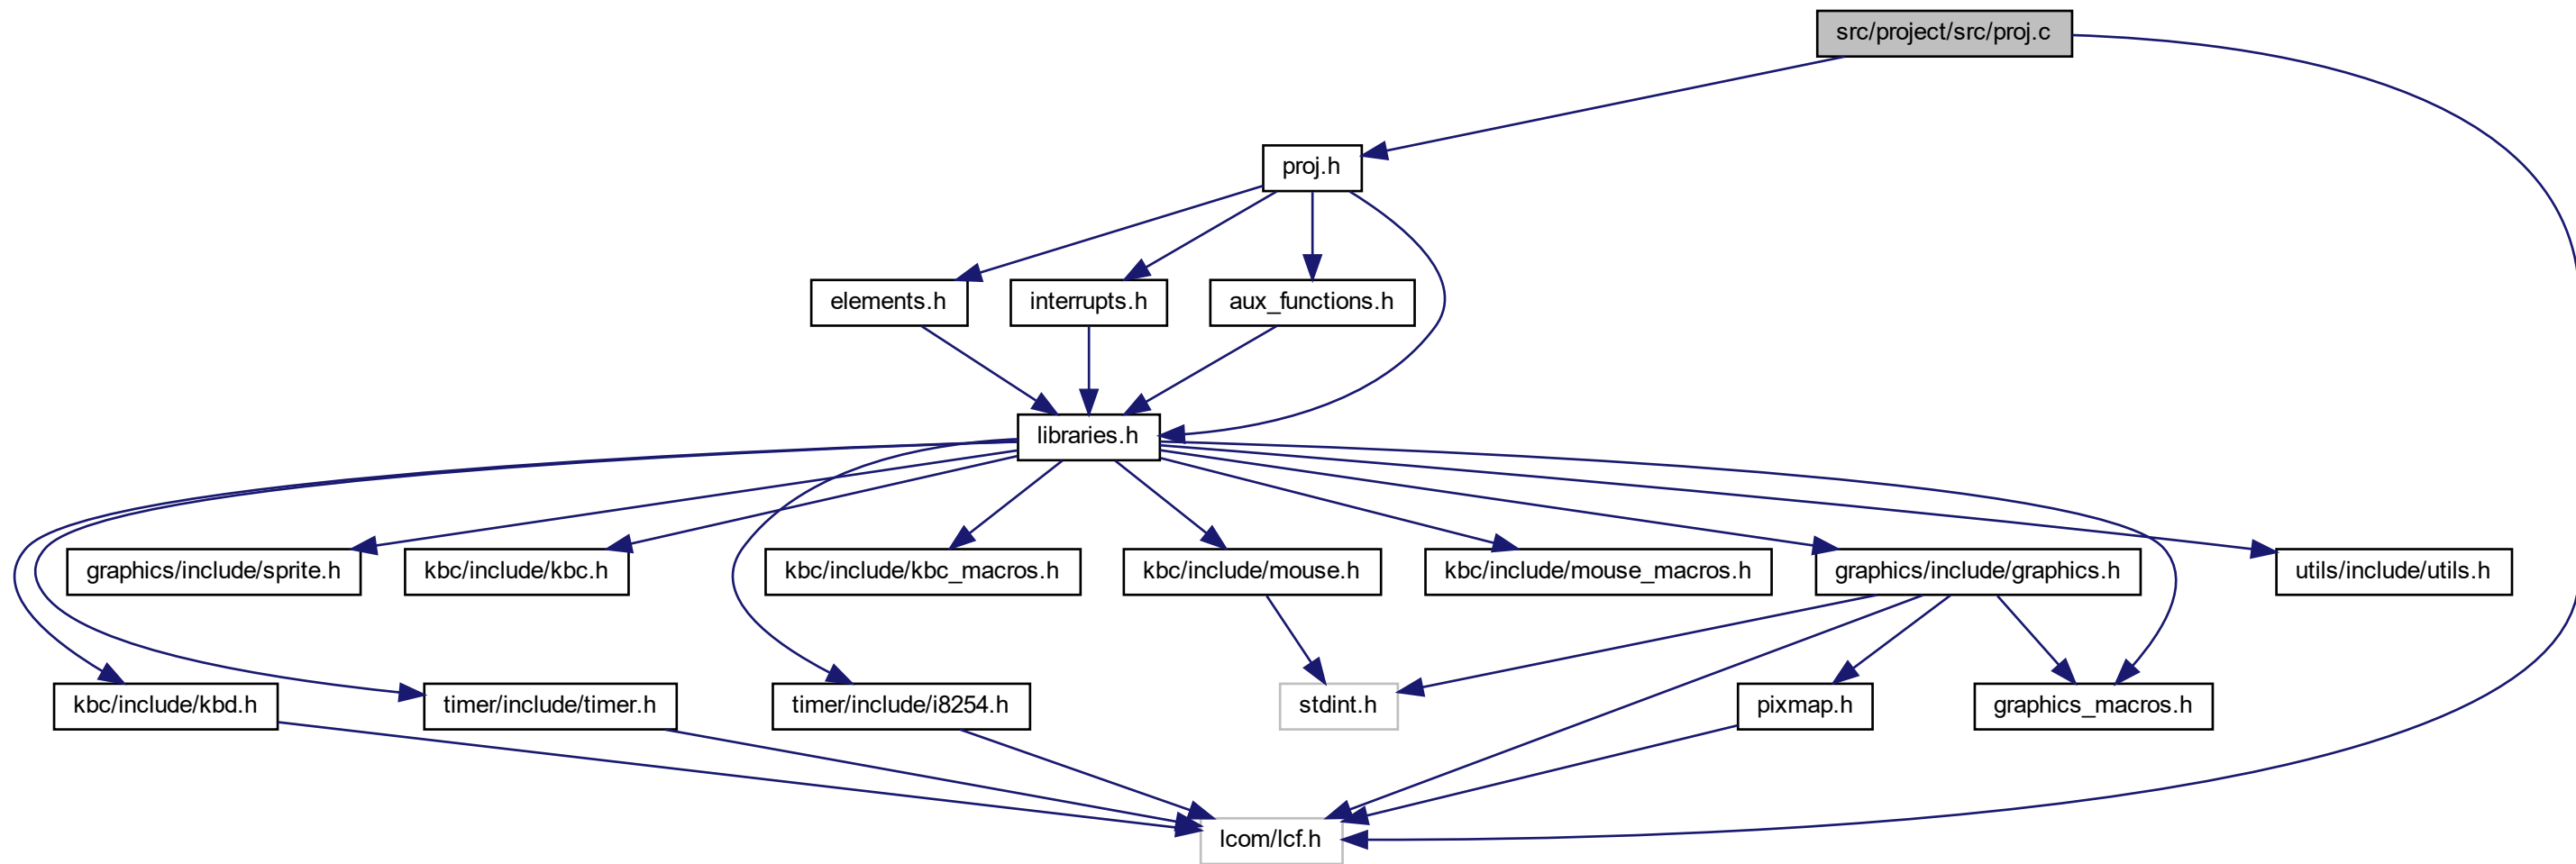 src/project/src/proj.c
proj.h
elements.h
interrupts.h
aux_functions.h
libraries.h
graphics/include/sprite.h
kbc/include/kbc.h
kbc/include/kbc_macros.h
kbc/include/mouse.h
kbc/include/mouse_macros.h
graphics/include/graphics.h
utils/include/utils.h
kbc/include/kbd.h
timer/include/timer.h
timer/include/i8254.h
stdint.h
pixmap.h
graphics_macros.h
lcom/lcf.h